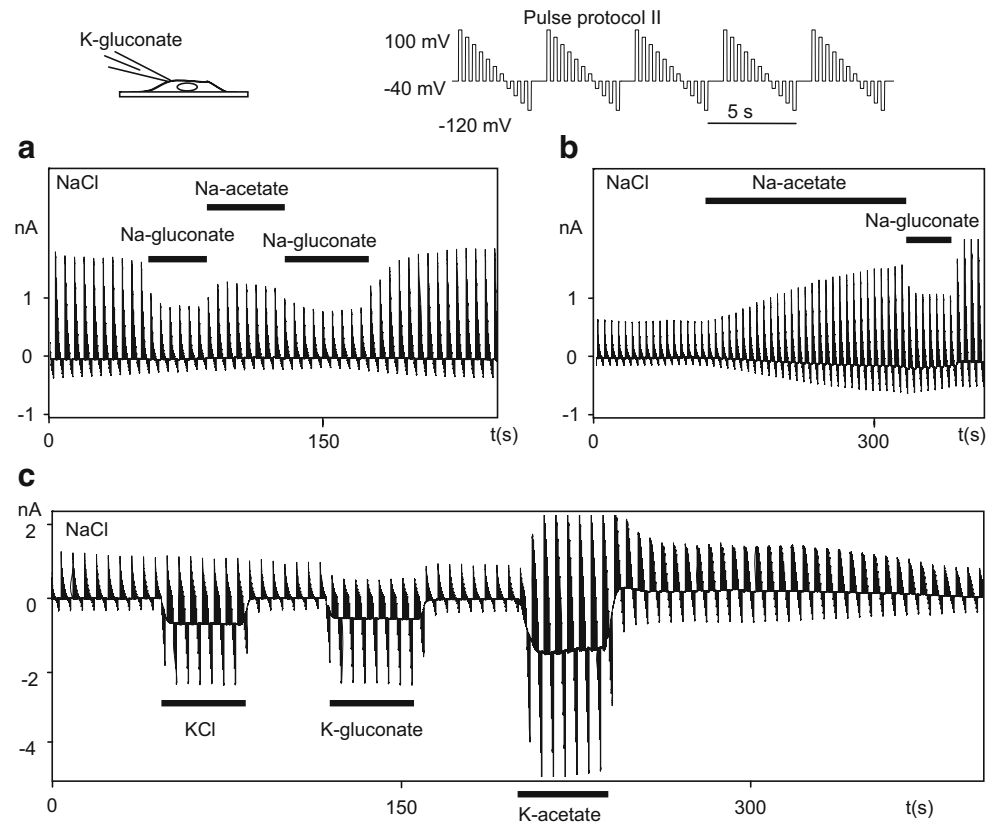 K-gluconate
Pulse protocol II
100 mV
-40 mV
-120 mV
5 s
a
NaCl
Na-acetate
Na-gluconate
Na-gluconate
nA
1
0
-1
0
150
t(s)
b
NaCl
Na-acetate
Na-gluconate
nA
1
0
-1
0
300
t(s)
c
nA
NaCl
2
0
-2
-4
KCl
K-gluconate
K-acetate
0
150
300
t(s)